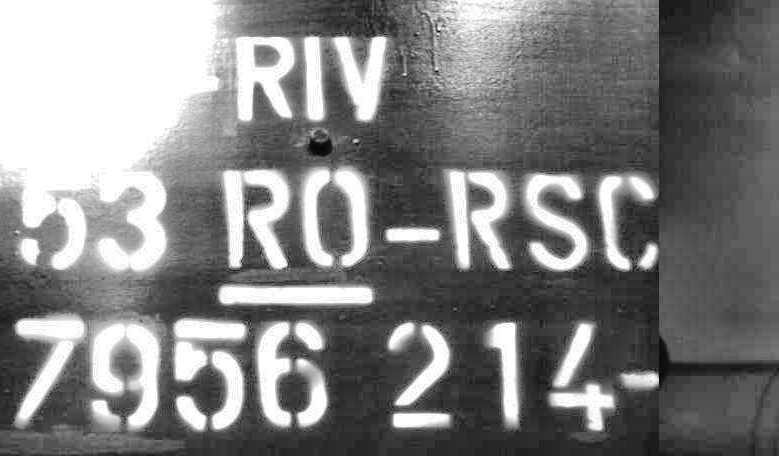 RIV
53 RO-RSC
7956 214-